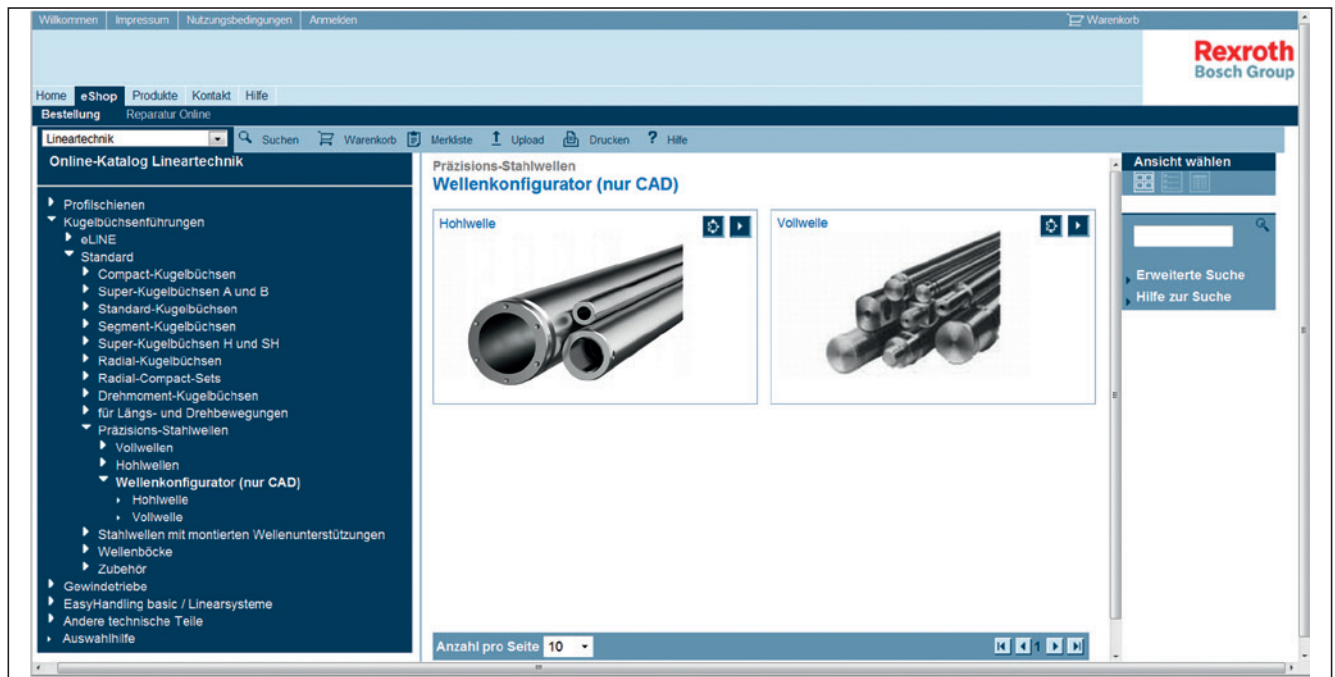 Willkommen Impressum Nutzungsbedingungen Anmelden Warenkorb
Rexroth
Bosch Group
Home eShop Produkte Kontakt Hilfe
Bestellung Reparatur Online
Lineartechnik Suchen Warenkorb Merkliste Upload Drucken ? Hilfe
Online-Katalog Lineartechnik
Profilschienen
Kugelbüchsenführungen
eLINE
Standard
Compact-Kugelbüchsen
Super-Kugelbüchsen A und B
Standard-Kugelbüchsen
Segment-Kugelbüchsen
Super-Kugelbüchsen H und SH
Radial-Kugelbüchsen
Radial-Compact-Sets
Drehmoment-Kugelbüchsen
für Längs- und Drehbewegungen
Präzisions-Stahlwellen
Vollwellen
Hohlwellen
Wellenkonfigurator (nur CAD)
Hohlwelle
Vollwelle
Stahlwellen mit montierten Wellenunterstützungen
Wellenböcke
Zubehör
Gewindetriebe
EasyHandling basic / Linearsysteme
Andere technische Teile
Auswahlhilfe
Präzisions-Stahlwellen
Wellenkonfigurator (nur CAD)
Hohlwelle
Vollwelle
Anzahl pro Seite 10
1
Ansicht wählen
Erweiterte Suche
Hilfe zur Suche